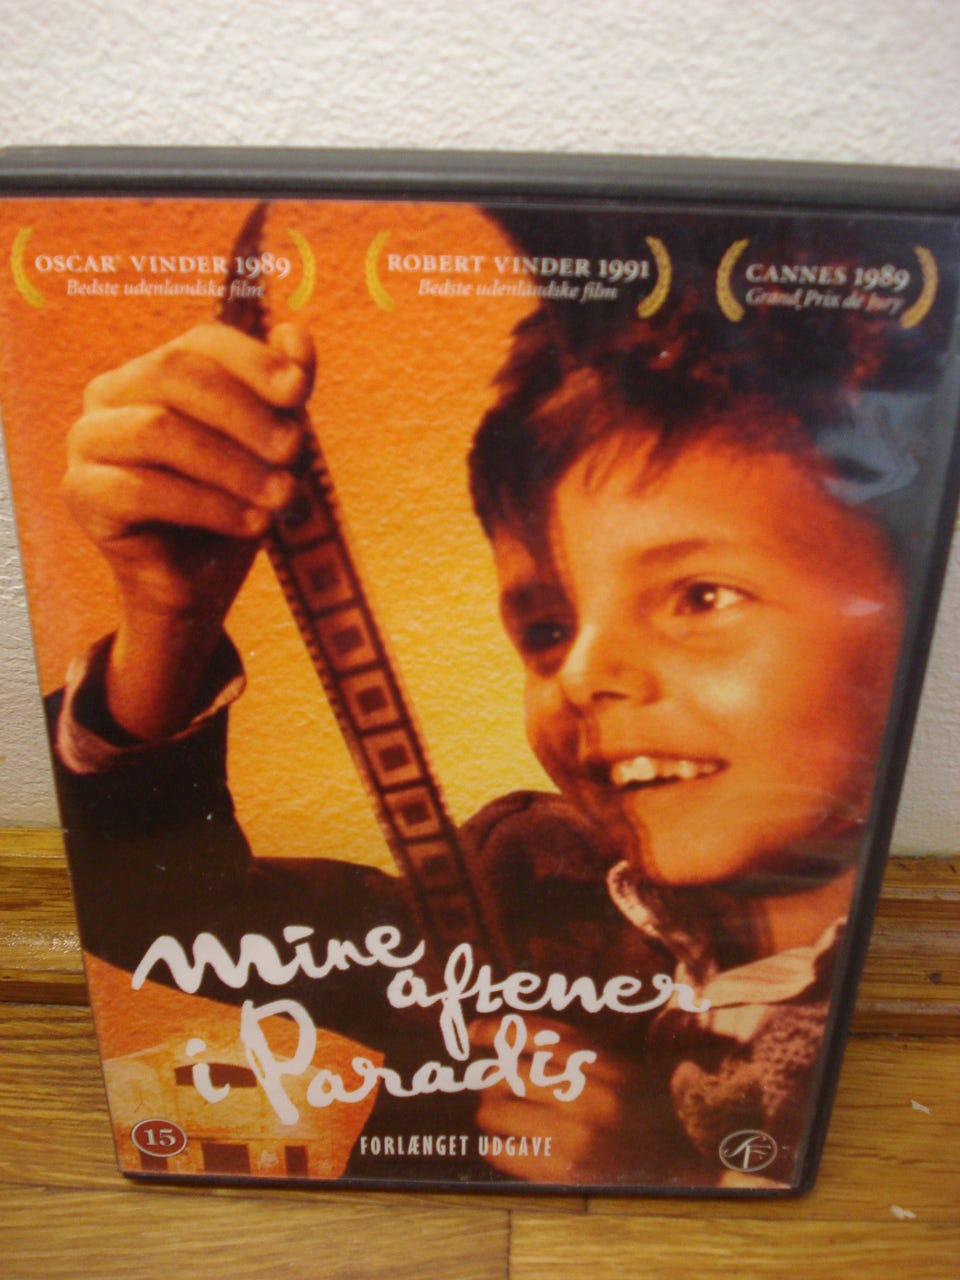 OSCAR® VINDER 1989
Bedste udenlandske film
ROBERT VINDER 1991
Bedste udenlandske film
CANNES 1989
Grand Prix de Jury
Mine
aftener
i Paradis
15
FORLÆNGET UDGAVE
SF